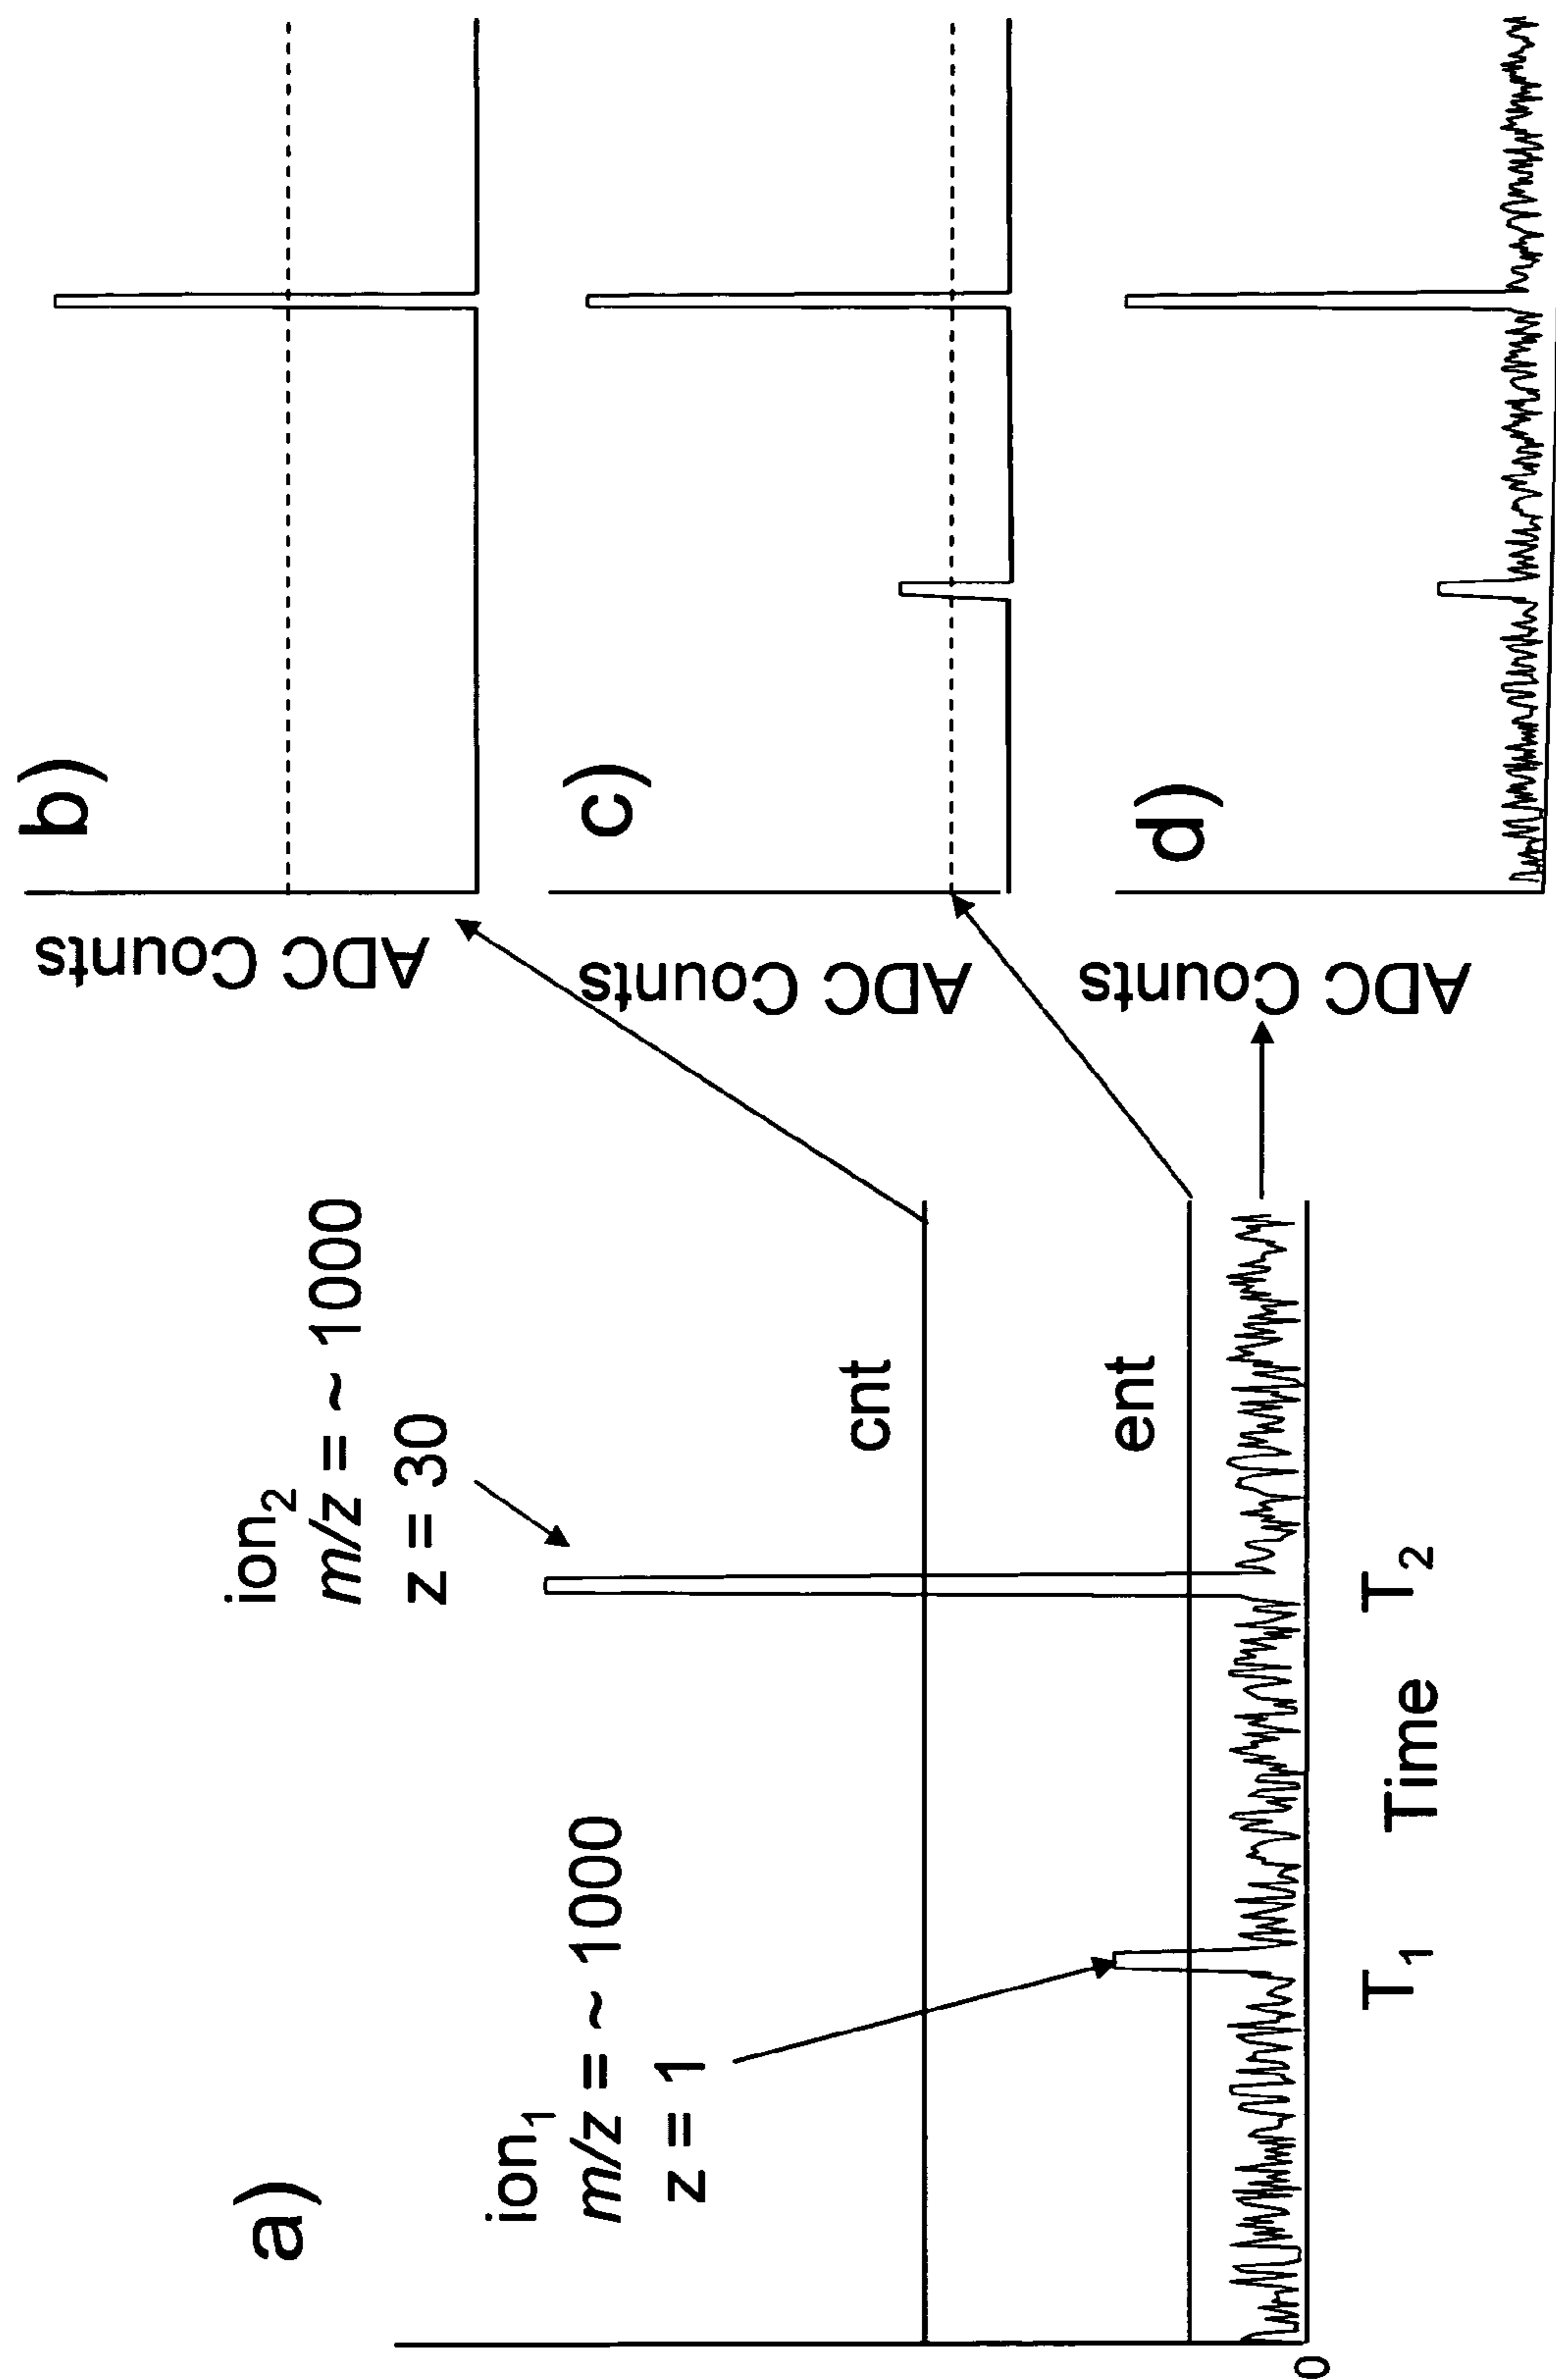 a)
ion₁
m/z = ~ 1000
z = 1
ion₂
m/z = ~ 1000
z = 30
cnt
ent
0
T₁ Time T₂
b)
ADC Counts
c)
ADC Counts
d)
ADC Counts